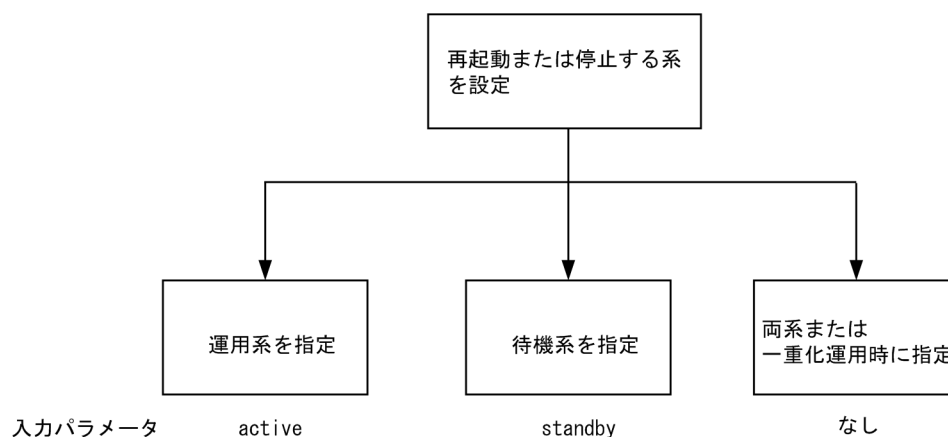 再起動または停止する系
を設定
運用系を指定
待機系を指定
両系または
一重化運用時に指定
入力パラメータ
active
standby
なし